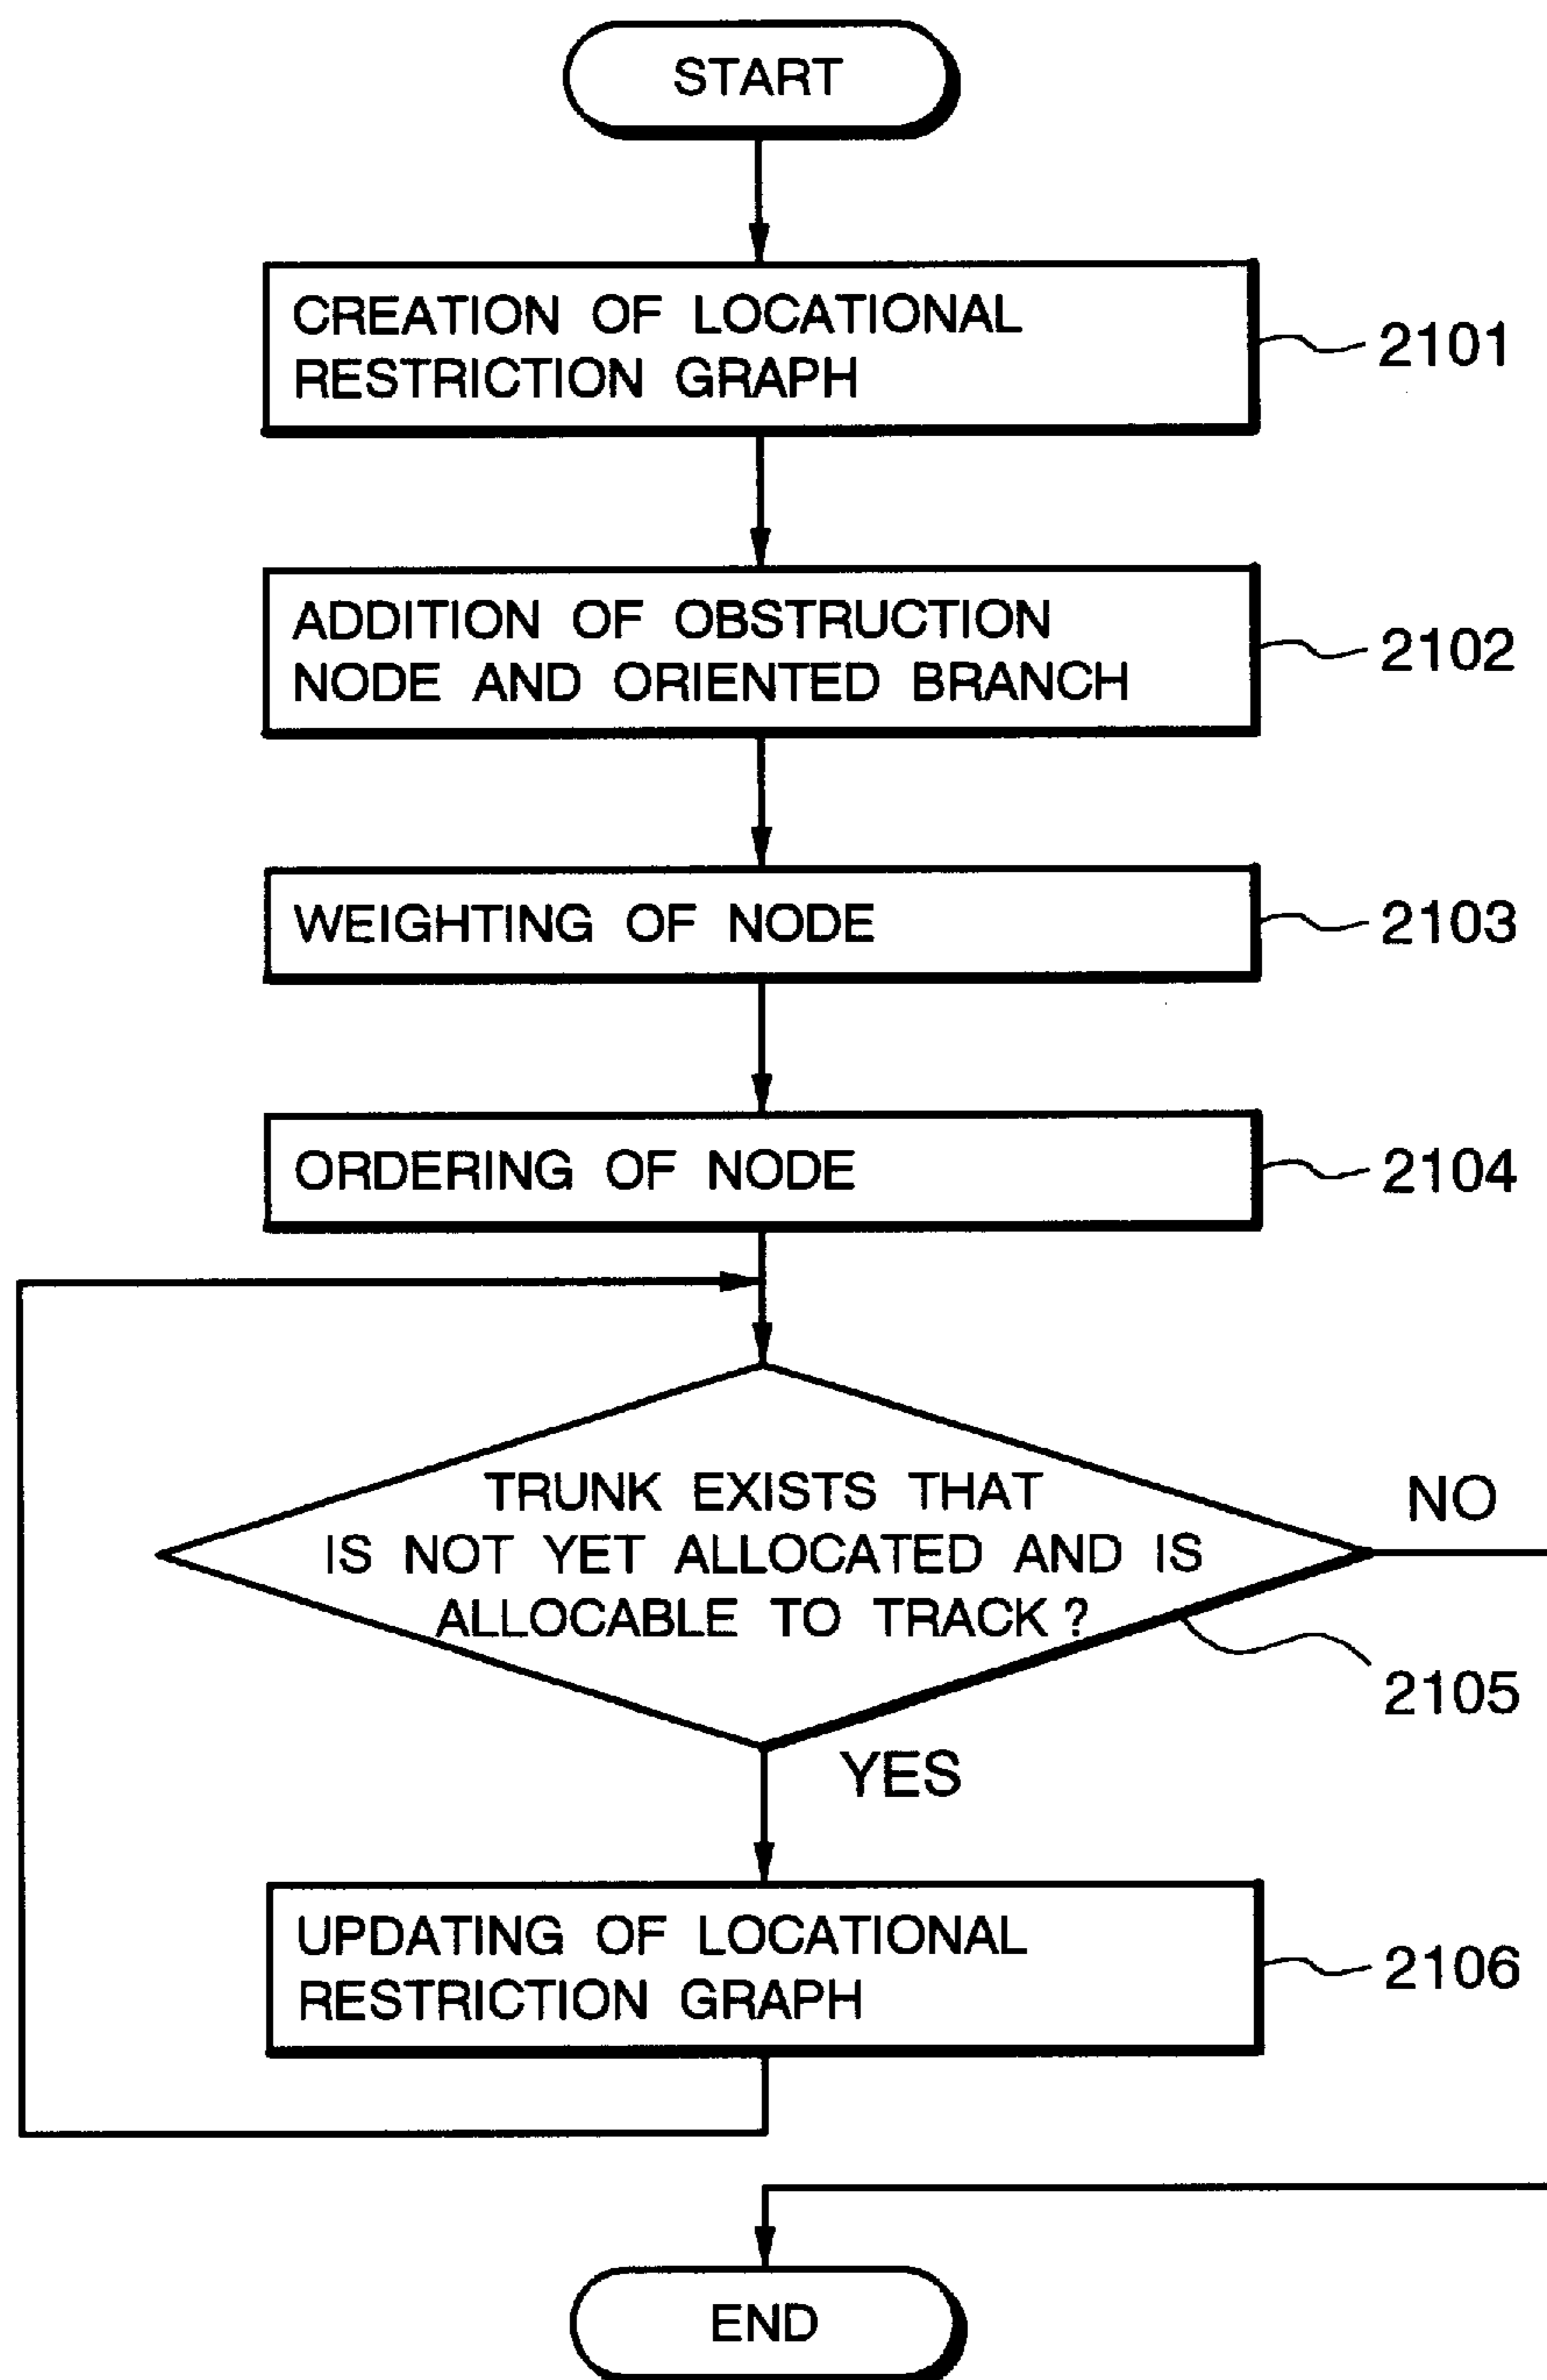 START
CREATION OF LOCATIONAL
RESTRICTION GRAPH
2101
ADDITION OF OBSTRUCTION
NODE AND ORIENTED BRANCH
2102
WEIGHTING OF NODE
2103
ORDERING OF NODE
2104
TRUNK EXISTS THAT
IS NOT YET ALLOCATED AND IS
ALLOCABLE TO TRACK?
NO
2105
YES
UPDATING OF LOCATIONAL
RESTRICTION GRAPH
2106
END